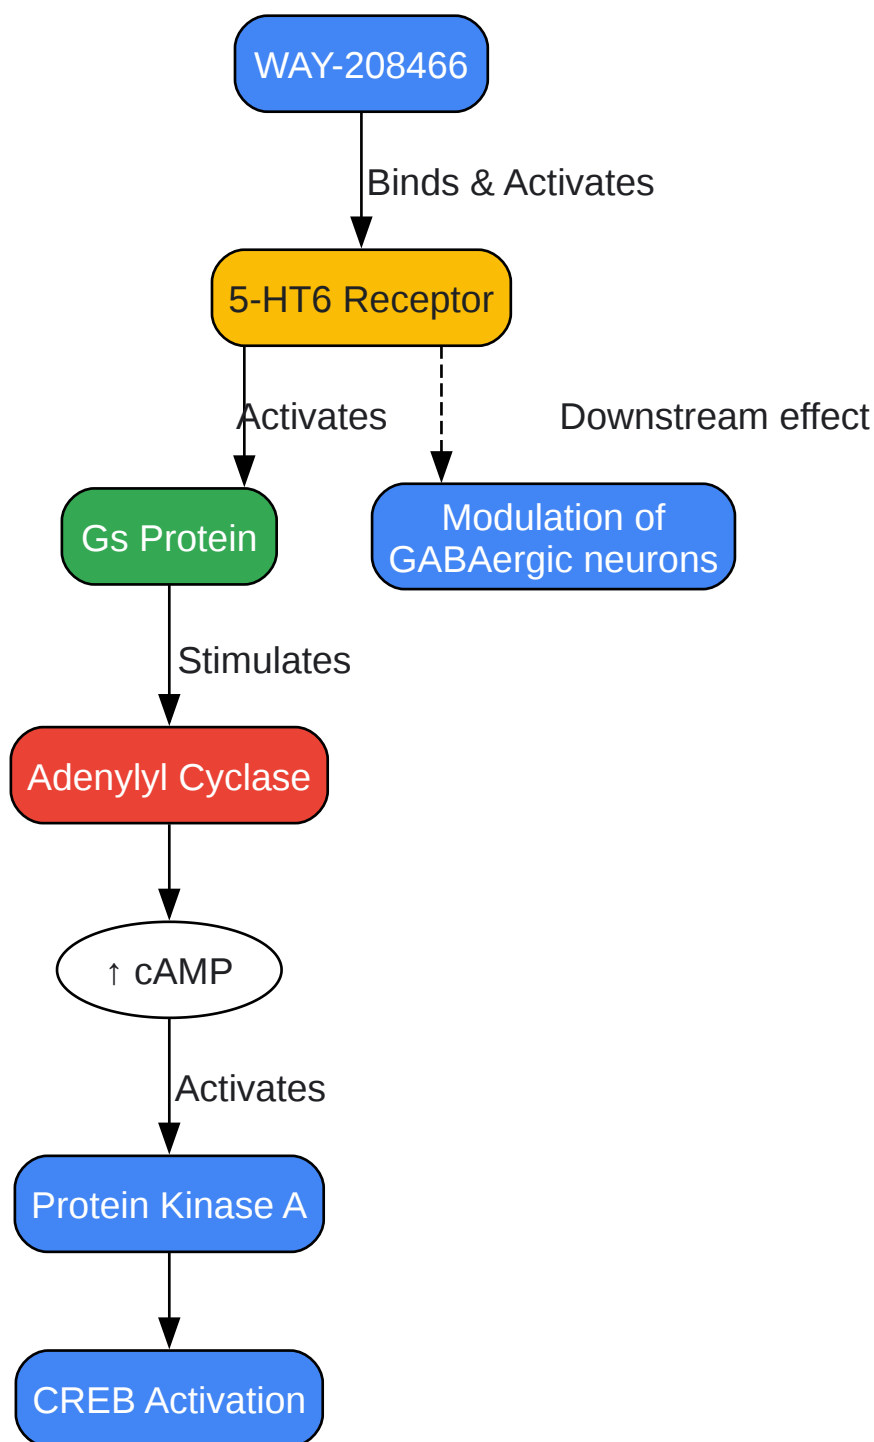 WAY-208466
Binds & Activates
5-HT6 Receptor
Activates
Downstream effect
Gs Protein
Modulation of
GABAergic neurons
Stimulates
Adenylyl Cyclase
↑ cAMP
Activates
Protein Kinase A
CREB Activation